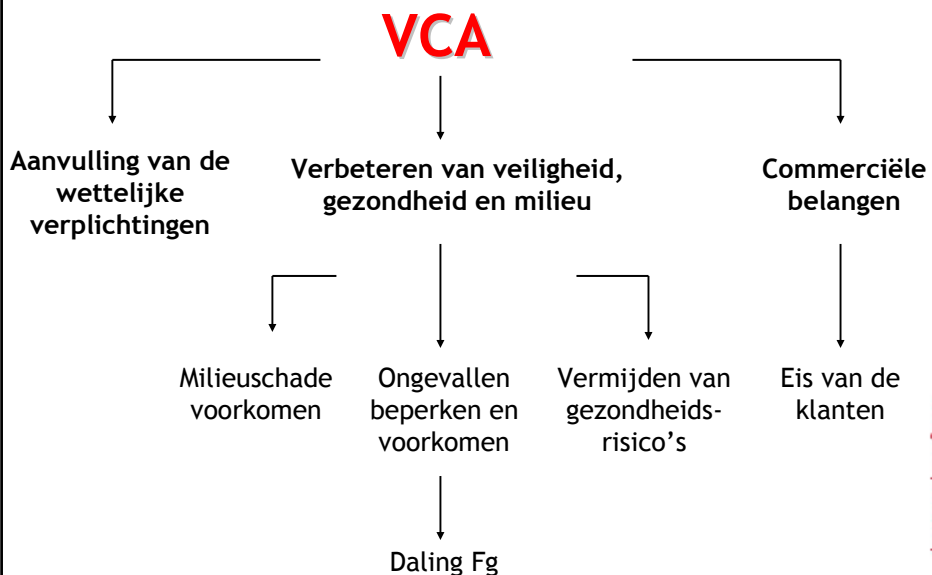 VCA
Aanvulling van de
wettelijke
verplichtingen
Verbeteren van veiligheid,
gezondheid en milieu
Commerciële
belangen
Milieuschade
voorkomen
Ongevallen
beperken en
voorkomen
Vermijden van
gezondheids-
risico's
Eis van de
klanten
Daling Fg